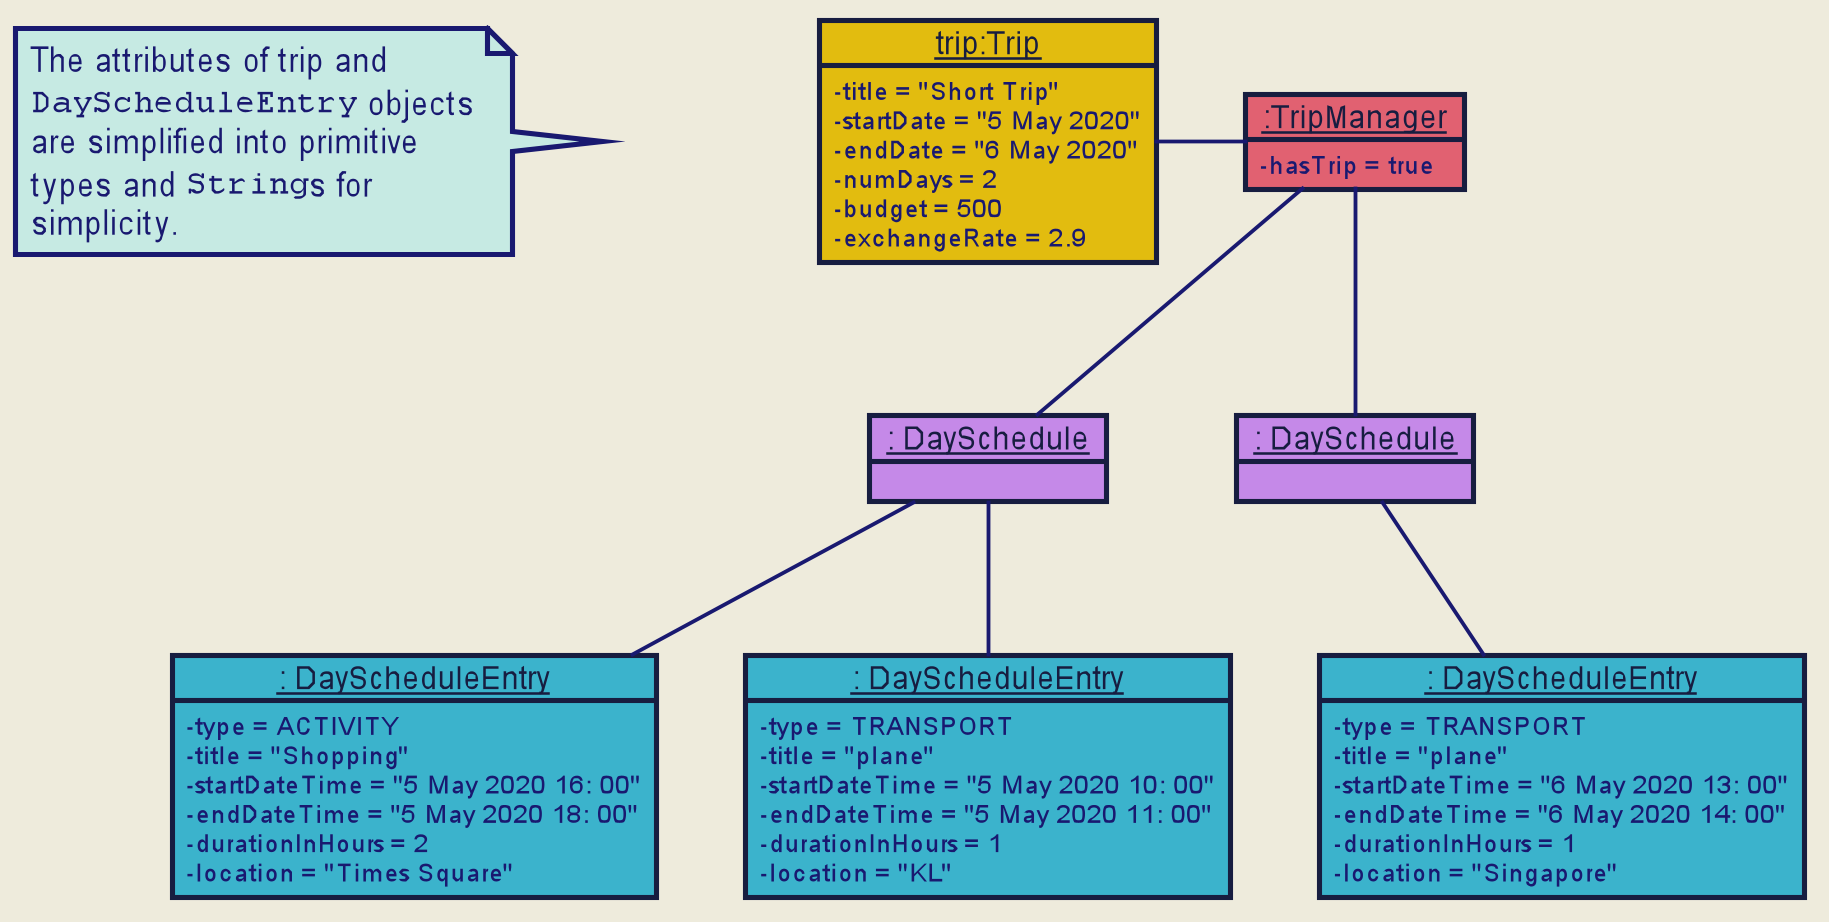 The attributes of trip and
DayScheduleEntry objects
are simplified into primitive
types and Strings for
simplicity.
trip:Trip
-title = "Short Trip"
-startDate = "5 May 2020"
-endDate = "6 May 2020"
-numDays = 2
-budget = 500
-exchangeRate = 2.9
:TripManager
-hasTrip = true
: DaySchedule
: DaySchedule
: DayScheduleEntry
-type = ACTIVITY
-title = "Shopping"
-startDateTime = "5 May 2020 16: 00"
-endDateTime = "5 May 2020 18: 00"
-durationInHours = 2
-location = "Times Square"
: DayScheduleEntry
-type = TRANSPORT
-title = "plane"
-startDateTime = "5 May 2020 10: 00"
-endDateTime = "5 May 2020 11: 00"
-durationInHours = 1
-location = "KL"
: DayScheduleEntry
-type = TRANSPORT
-title = "plane"
-startDateTime = "6 May 2020 13: 00"
-endDateTime = "6 May 2020 14: 00"
-durationInHours = 1
-location = "Singapore"